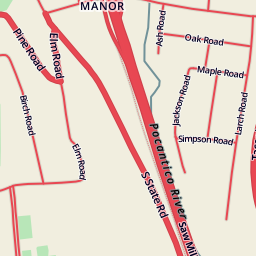 MANOR
Pine Road
Elm Road
Ash Road
Oak Road
Maple Road
Birch Road
Jackson Road
Larch Road
Simpson Road
Elm Road
Pocantico River
S State Rd
Saw Mil